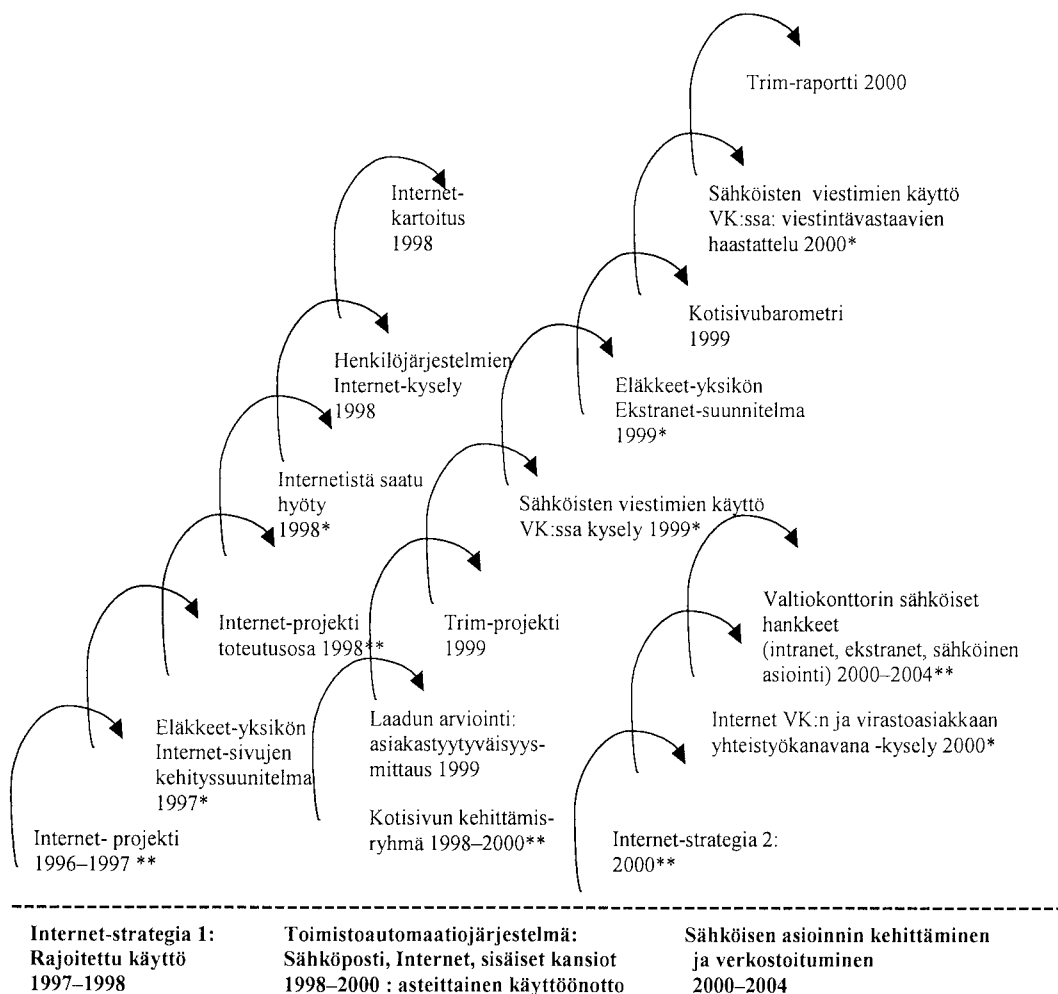 Trim-raportti 2000
Internet-
kartoitus
1998
Sähköisten viestimien käyttö
VK:ssa: viestintävastaavien
haastattelu 2000*
Kotisivubarometri
1999
Henkilöjärjestelmien
Internet-kysely
1998
Eläkkeet-yksikön
Ekstranet-suunnitelma
1999*
Internetistä saatu
hyöty
1998*
Sähköisten viestimien käyttö
VK:ssa kysely 1999*
Internet-projekti
toteutusosa 1998**
Trim-projekti
1999
Valtiokonttorin sähköiset
hankkeet
(intranet, ekstranet, sähköinen
asiointi) 2000–2004**
Eläkkeet-yksikön
Internet-sivujen
kehityssuunitelma
1997*
Laadun arviointi:
asiakastyytyväisyys-
mittaus 1999
Internet VK:n ja virastoasiakkaan
yhteistyökanavana -kysely 2000*
Internet- projekti
1996–1997 **
Kotisivun kehittämis-
ryhmä 1998–2000**
Internet-strategia 2:
2000**
Internet-strategia 1:
Rajoitettu käyttö
1997–1998
Toimistoautomaatiojärjestelmä:
Sähköposti, Internet, sisäiset kansiot
1998–2000 : asteittainen käyttöönotto
Sähköisen asioinnin kehittäminen
ja verkostoituminen
2000–2004